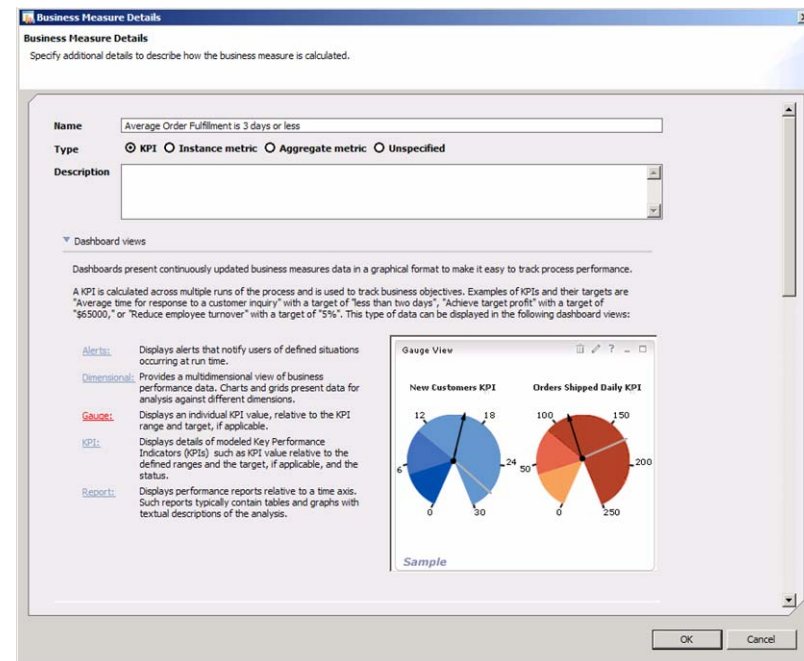 Business Measure Details
Business Measure Details
Specify additional details to describe how the business measure is calculated.
Name Average Order Fulfillment is 3 days or less
Type KPI Instance metric Aggregate metric Unspecified
Description
Dashboard views
Dashboards present continuously updated business measures data in a graphical format to make it easy to track process performance.
A KPI is calculated across multiple runs of the process and is used to track business objectives. Examples of KPIs and their targets are
"Average time for response to a customer inquiry" with a target of "less than two days", "Achieve target profit" with a target of
"$65000," or "Reduce employee turnover" with a target of "5%". This type of data can be displayed in the following dashboard views:
Alerts: Displays alerts that notify users of defined situations
occurring at run time.
Dimensional: Provides a multidimensional view of business
performance data. Charts and grids present data for
analysis against different dimensions.
Gauge: Displays an individual KPI value, relative to the KPI
range and target, if applicable.
KPI: Displays details of modeled Key Performance
Indicators (KPIs) such as KPI value relative to the
defined ranges and the target, if applicable, and the
status.
Report: Displays performance reports relative to a time axis.
Such reports typically contain tables and graphs with
textual descriptions of the analysis.
Gauge View
New Customers KPI Orders Shipped Daily KPI
12 18 100 150
6 24 50 200
0 30 0 250
Sample
OK Cancel